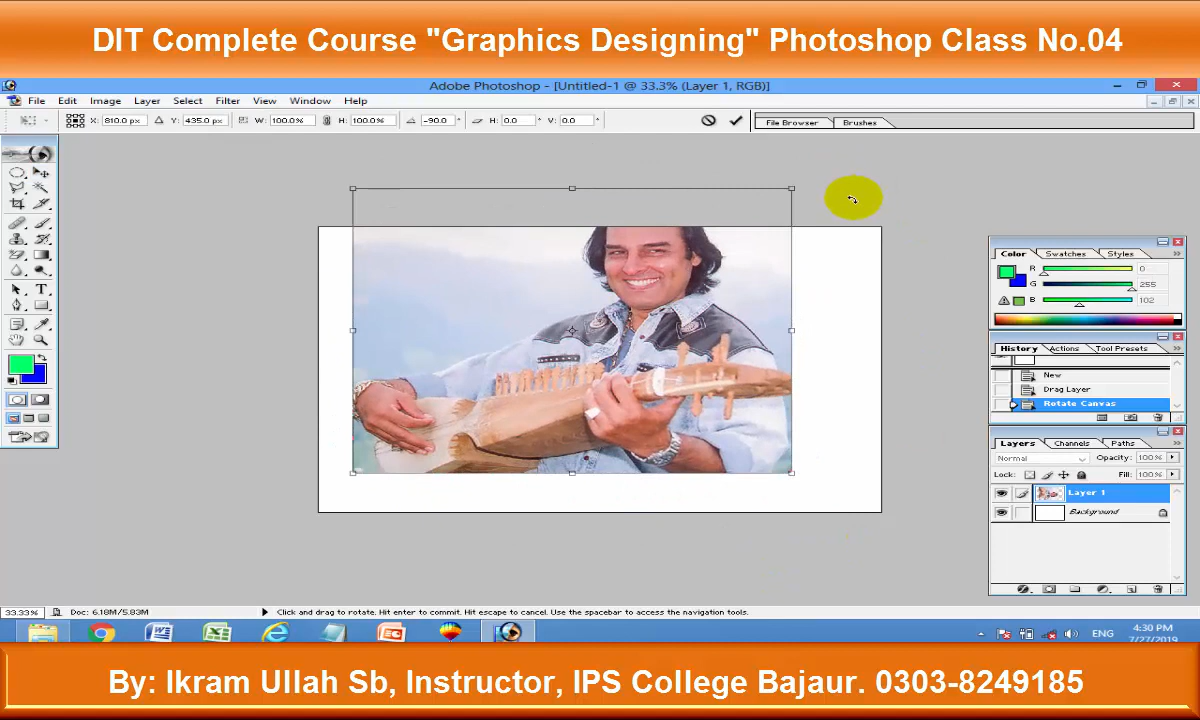 DIT Complete Course "Graphics Designing" Photoshop Class No.04
Adobe Photoshop - [Untitled-1 @ 33.3% (Layer 1, RGB)]
File Edit Image Layer Select Filter View Window Help
X: 810.0 px Y: 435.0 px W: 100.0% H: 100.0% -90.0 ° H: 0.0 ° V: 0.0 ° File Browser Brushes
Color Swatches Styles
R 0
G 255
B 102
History Actions Tool Presets
New
Drag Layer
Rotate Canvas
Layers Channels Paths
Normal Opacity: 100%
Lock: Fill: 100%
Layer 1
Background
33.33% Doc: 6.18M/5.83M Click and drag to rotate. Hit enter to commit. Hit escape to cancel. Use the spacebar to access the navigation tools.
ENG 4:30 PM
7/27/2019
By: Ikram Ullah Sb, Instructor, IPS College Bajaur. 0303-8249185